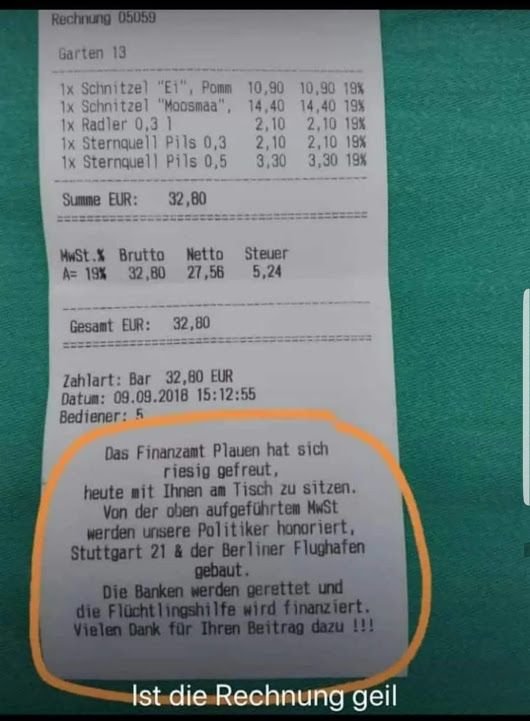 Rechnung 05059
Garten 13
1x Schnitzel "Ei", Pomm 10,90 10,90 19%
1x Schnitzel "Moosmaa", 14,40 14,40 19%
1x Radler 0,3 l 2,10 2,10 19%
1x Sternquell Pils 0,3 2,10 2,10 19%
1x Sternquell Pils 0,5 3,30 3,30 19%
Summe EUR: 32,80
MwSt.% Brutto Netto Steuer
A= 19% 32,80 27,56 5,24
Gesamt EUR: 32,80
Zahlart: Bar 32,80 EUR
Datum: 09.09.2018 15:12:55
Bediener: 5
Das Finanzamt Plauen hat sich
riesig gefreut,
heute mit Ihnen am Tisch zu sitzen.
Von der oben aufgeführtem MwSt
werden unsere Politiker honoriert,
Stuttgart 21 & der Berliner Flughafen
gebaut.
Die Banken werden gerettet und
die Flüchtlingshilfe wird finanziert.
Vielen Dank für Ihren Beitrag dazu !!!
Ist die Rechnung geil